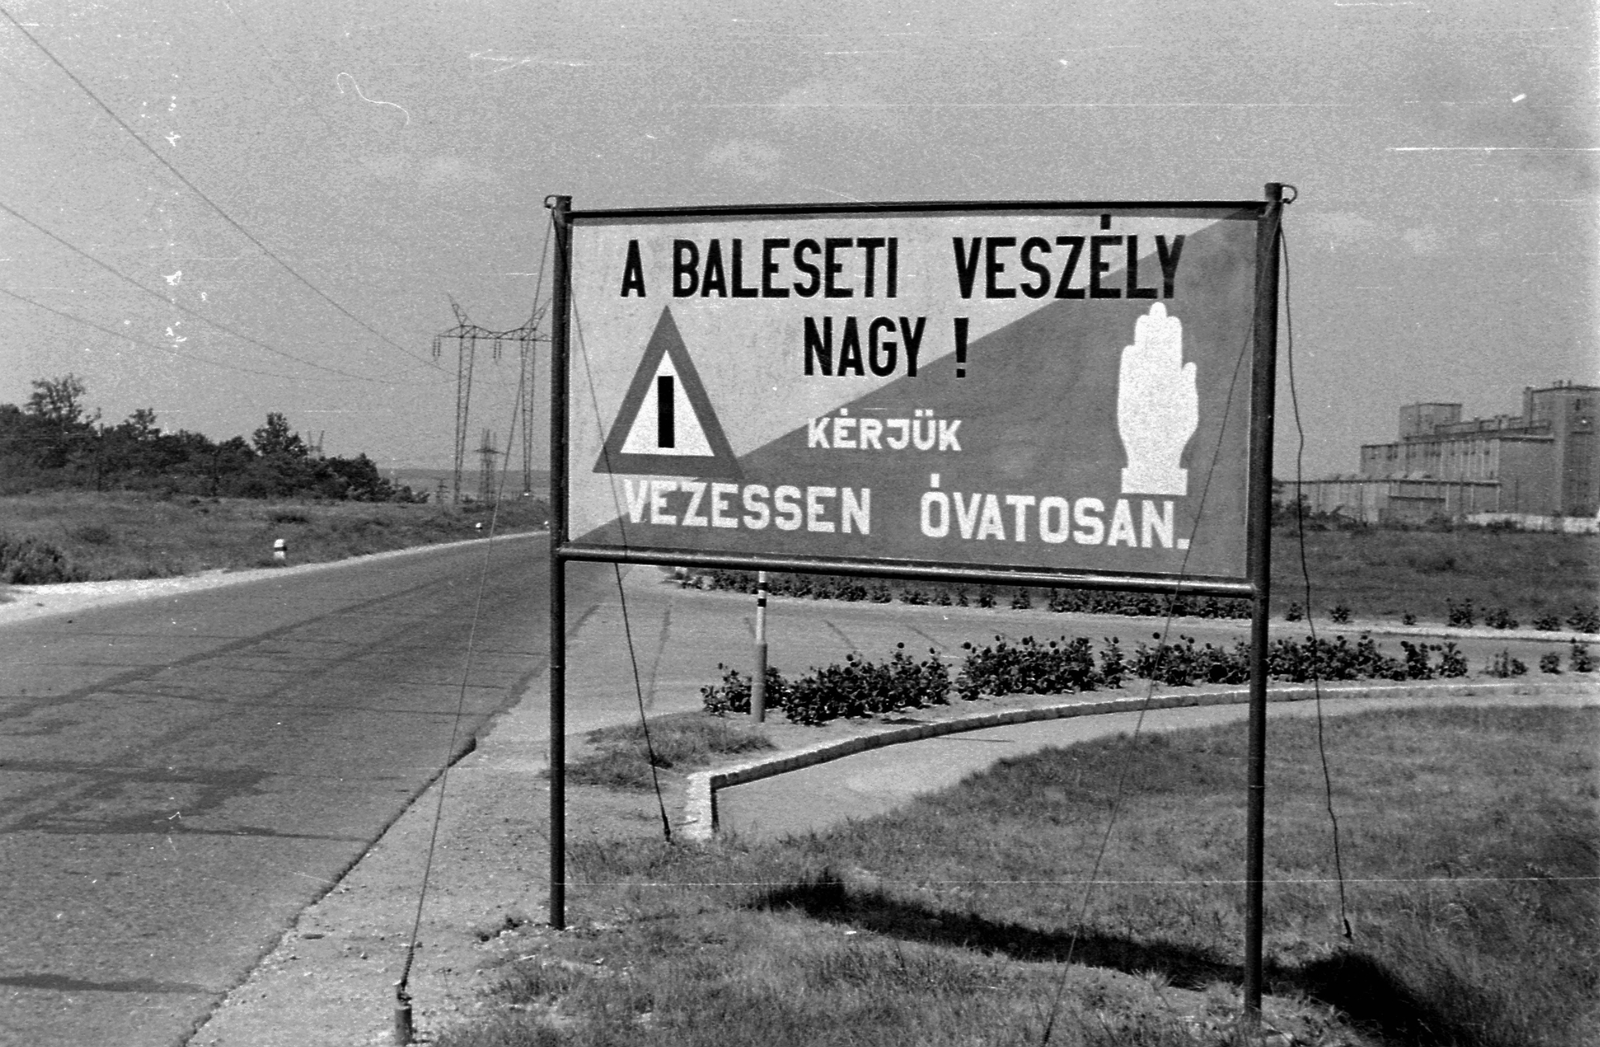 A BALESETI VESZÉLY
NAGY !
KÉRJÜK
VEZESSEN ÓVATOSAN.